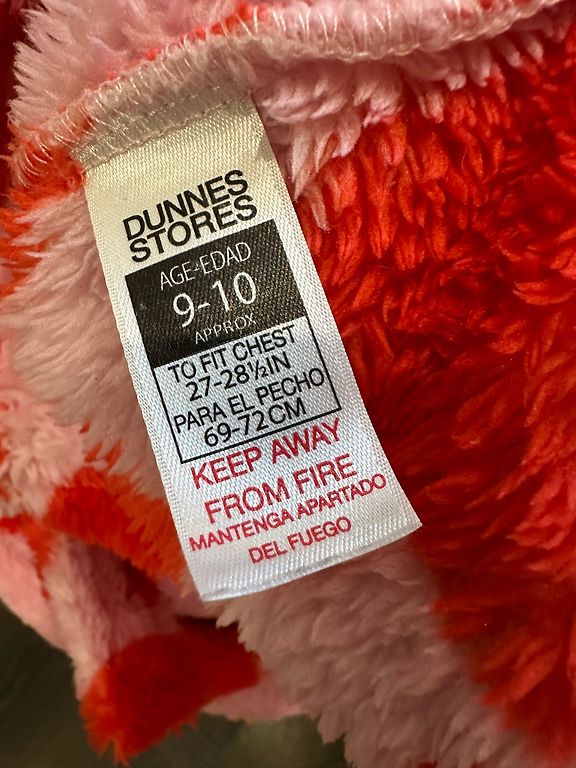 DUNNES
STORES
AGE-EDAD
9-10
APPROX
TO FIT CHEST
27-28½IN
PARA EL PECHO
69-72CM
KEEP AWAY
FROM FIRE
MANTENGA APARTADO
DEL FUEGO